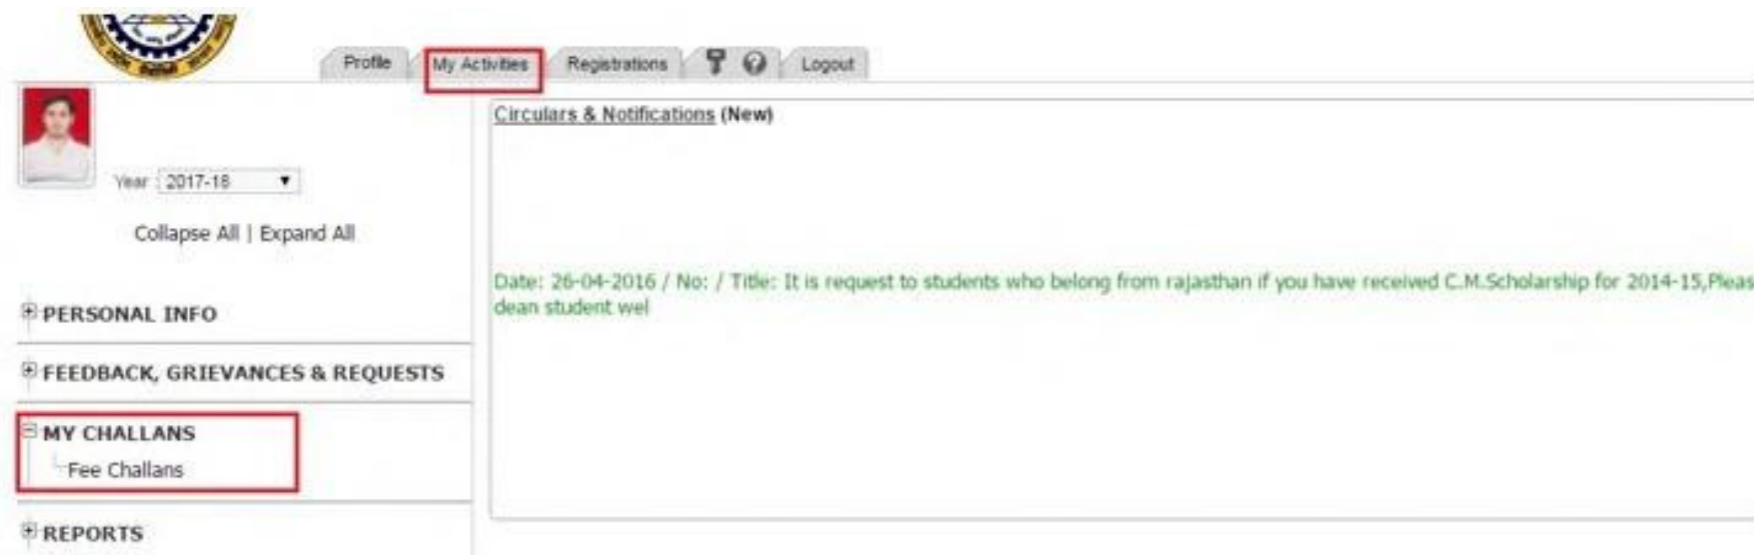 Profile
My Activities
Registrations
Logout
Circulars & Notifications (New)
Year : 2017-18
Collapse All | Expand All
Date: 26-04-2016 / No: / Title: It is request to students who belong from rajasthan if you have received C.M.Scholarship for 2014-15,Pleas
dean student wel
PERSONAL INFO
FEEDBACK, GRIEVANCES & REQUESTS
MY CHALLANS
Fee Challans
REPORTS